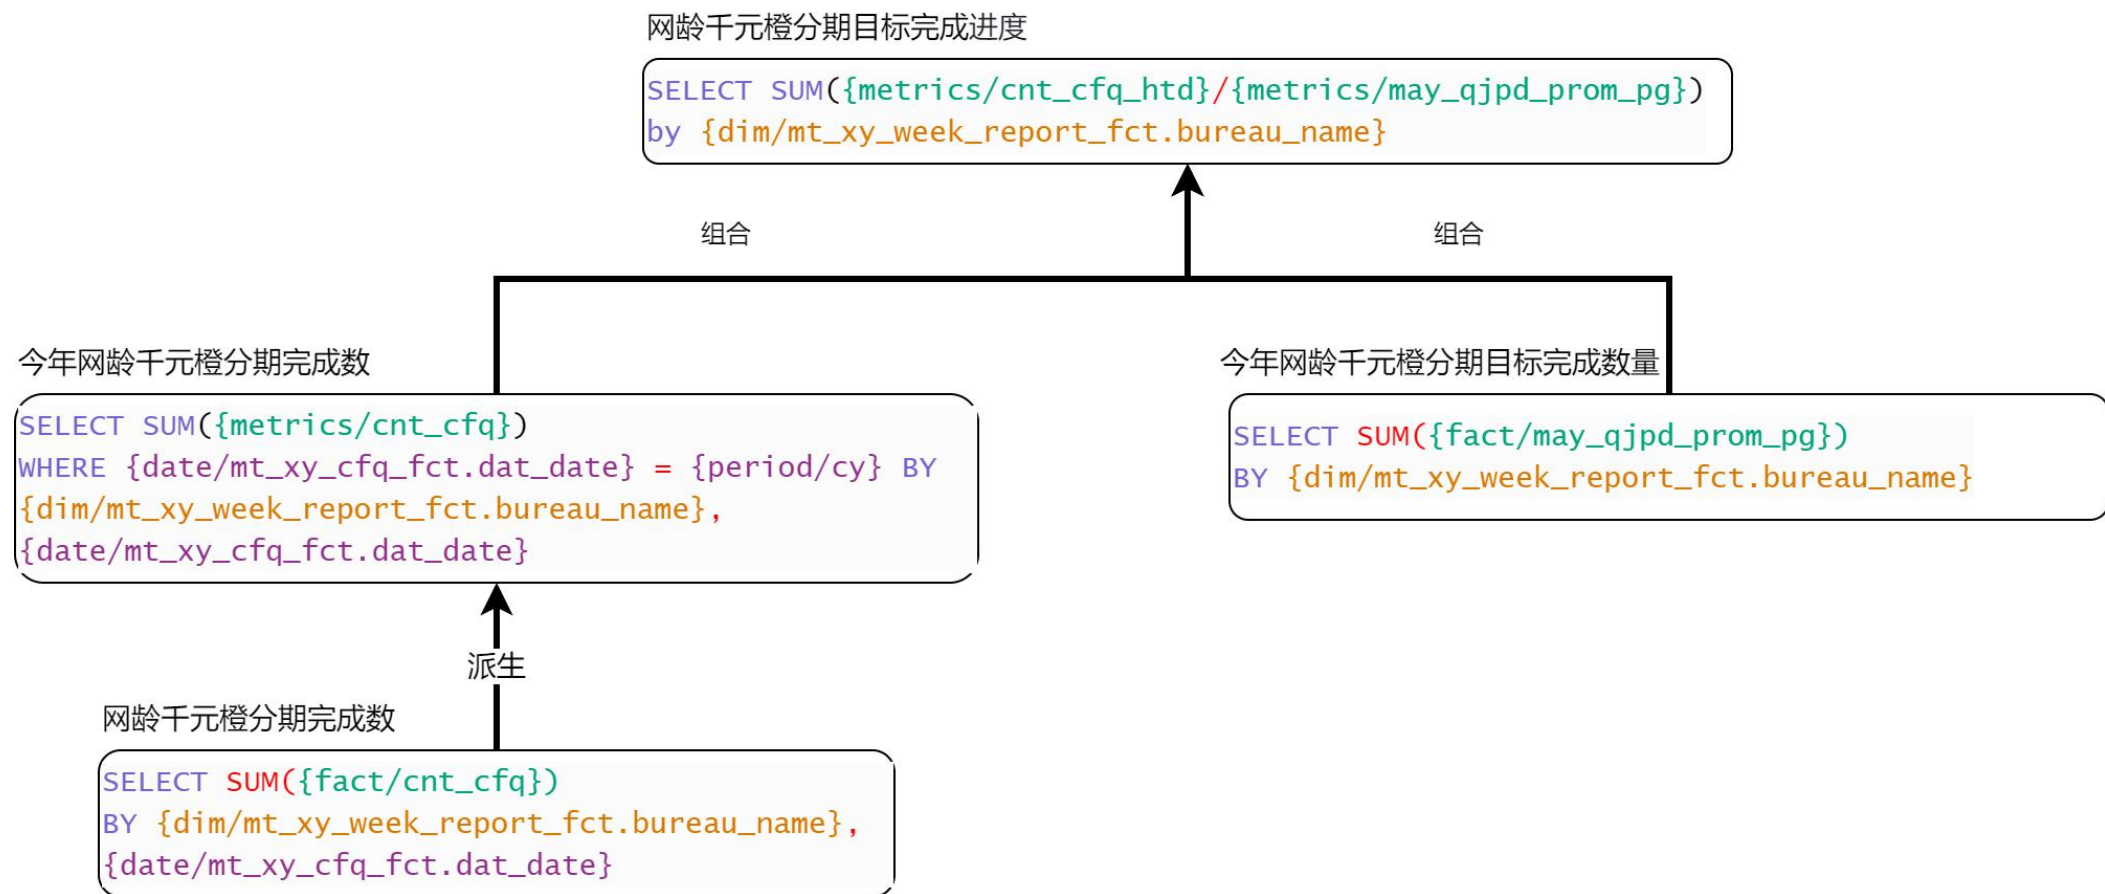 网龄千元橙分期目标完成进度
SELECT SUM({metrics/cnt_cfq_htd}/{metrics/may_qjpd_prom_pg})
by {dim/mt_xy_week_report_fct.bureau_name}
组合
组合
今年网龄千元橙分期完成数
SELECT SUM({metrics/cnt_cfq})
WHERE {date/mt_xy_cfq_fct.dat_date} = {period/cy} BY
{dim/mt_xy_week_report_fct.bureau_name},
{date/mt_xy_cfq_fct.dat_date}
今年网龄千元橙分期目标完成数量
SELECT SUM({fact/may_qjpd_prom_pg})
BY {dim/mt_xy_week_report_fct.bureau_name}
派生
网龄千元橙分期完成数
SELECT SUM({fact/cnt_cfq})
BY {dim/mt_xy_week_report_fct.bureau_name},
{date/mt_xy_cfq_fct.dat_date}